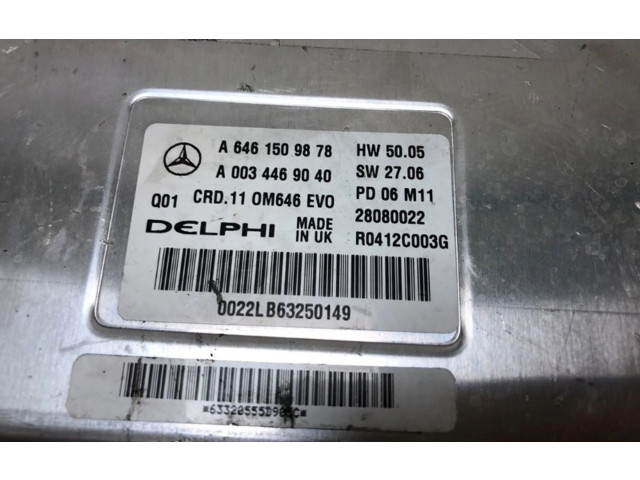 A 646 150 98 78 HW 50.05
A 003 446 90 40 SW 27.06
Q01 CRD.11 OM646 EVO PD 06 M11
DELPHI MADE IN UK 28080022
R0412C003G
0022LB63250149